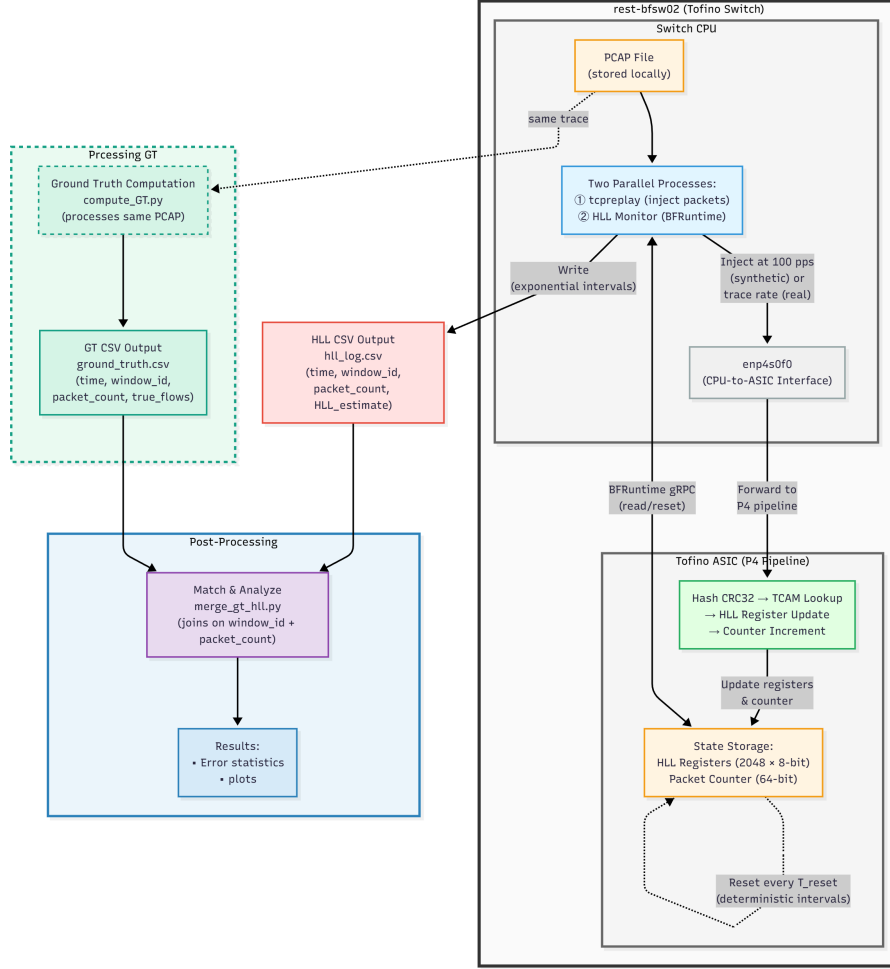 rest-bfsw02 (Tofino Switch)
Switch CPU
PCAP File
(stored locally)
same trace
Prcessing GT
Ground Truth Computation
compute_GT.py
(processes same PCAP)
Two Parallel Processes:
① tcpreplay (inject packets)
② HLL Monitor (BFRuntime)
Write
(exponential intervals)
Inject at 100 pps
(synthetic) or
trace rate (real)
GT CSV Output
ground_truth.csv
(time, window_id,
packet_count, true_flows)
HLL CSV Output
hll_log.csv
(time, window_id,
packet_count,
HLL_estimate)
enp4s0f0
(CPU-to-ASIC Interface)
BFRuntime gRPC
(read/reset)
Forward to
P4 pipeline
Post-Processing
Match & Analyze
merge_gt_hll.py
(joins on window_id +
packet_count)
Results:
• Error statistics
• plots
Tofino ASIC (P4 Pipeline)
Hash CRC32 → TCAM Lookup
→ HLL Register Update
→ Counter Increment
Update registers
& counter
State Storage:
HLL Registers (2048 × 8-bit)
Packet Counter (64-bit)
Reset every T_reset
(deterministic intervals)